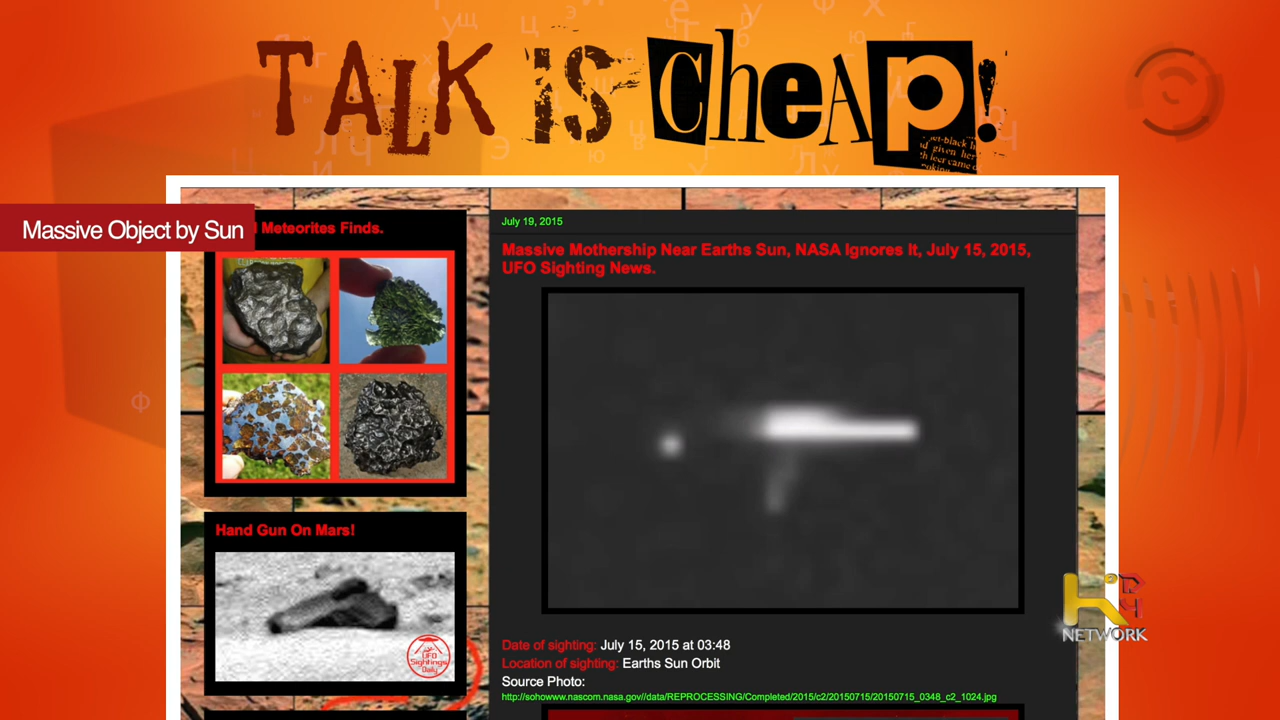 TALK IS CHEAP!
Massive Object by Sun
Meteorites Finds.
July 19, 2015
Massive Mothership Near Earths Sun, NASA Ignores It, July 15, 2015,
UFO Sighting News.
Hand Gun On Mars!
UFO
Sightings
Daily
Date of sighting: July 15, 2015 at 03:48
Location of sighting: Earths Sun Orbit
Source Photo:
http://sohowww.nascom.nasa.gov//data/REPROCESSING/Completed/2015/c2/20150715/20150715_0348_c2_1024.jpg
NETWORK